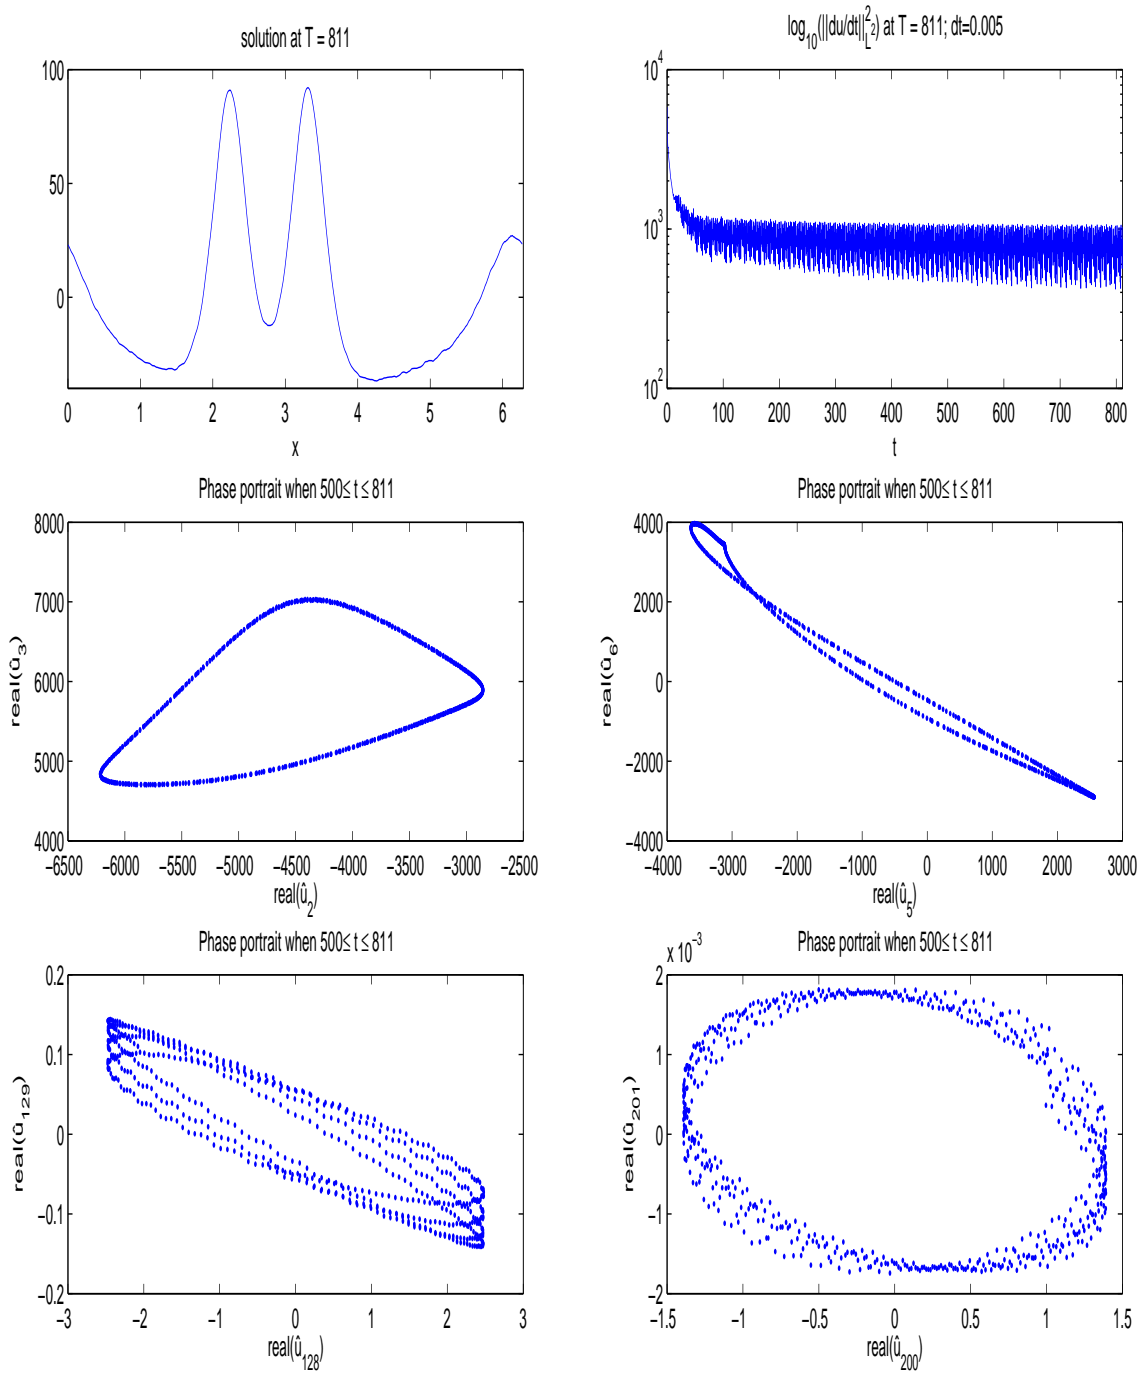 solution at T = 811
100
50
0
0 1 2 3 4 5 6
x
log10(||du/dt||²L²) at T = 811; dt=0.005
10⁴
10³
10²
0 100 200 300 400 500 600 700 800
t
Phase portrait when 500≤ t ≤ 811
8000
7000
6000
5000
4000
real(û3)
−6500 −6000 −5500 −5000 −4500 −4000 −3500 −3000 −2500
real(û2)
Phase portrait when 500≤ t ≤ 811
4000
2000
0
−2000
−4000
real(û6)
−4000 −3000 −2000 −1000 0 1000 2000 3000
real(û5)
Phase portrait when 500≤ t ≤ 811
0.2
0.1
0
−0.1
−0.2
real(û129)
−3 −2 −1 0 1 2 3
real(û128)
x 10⁻³
Phase portrait when 500≤ t ≤ 811
2
1
0
−1
−2
real(û201)
−1.5 −1 −0.5 0 0.5 1 1.5
real(û200)